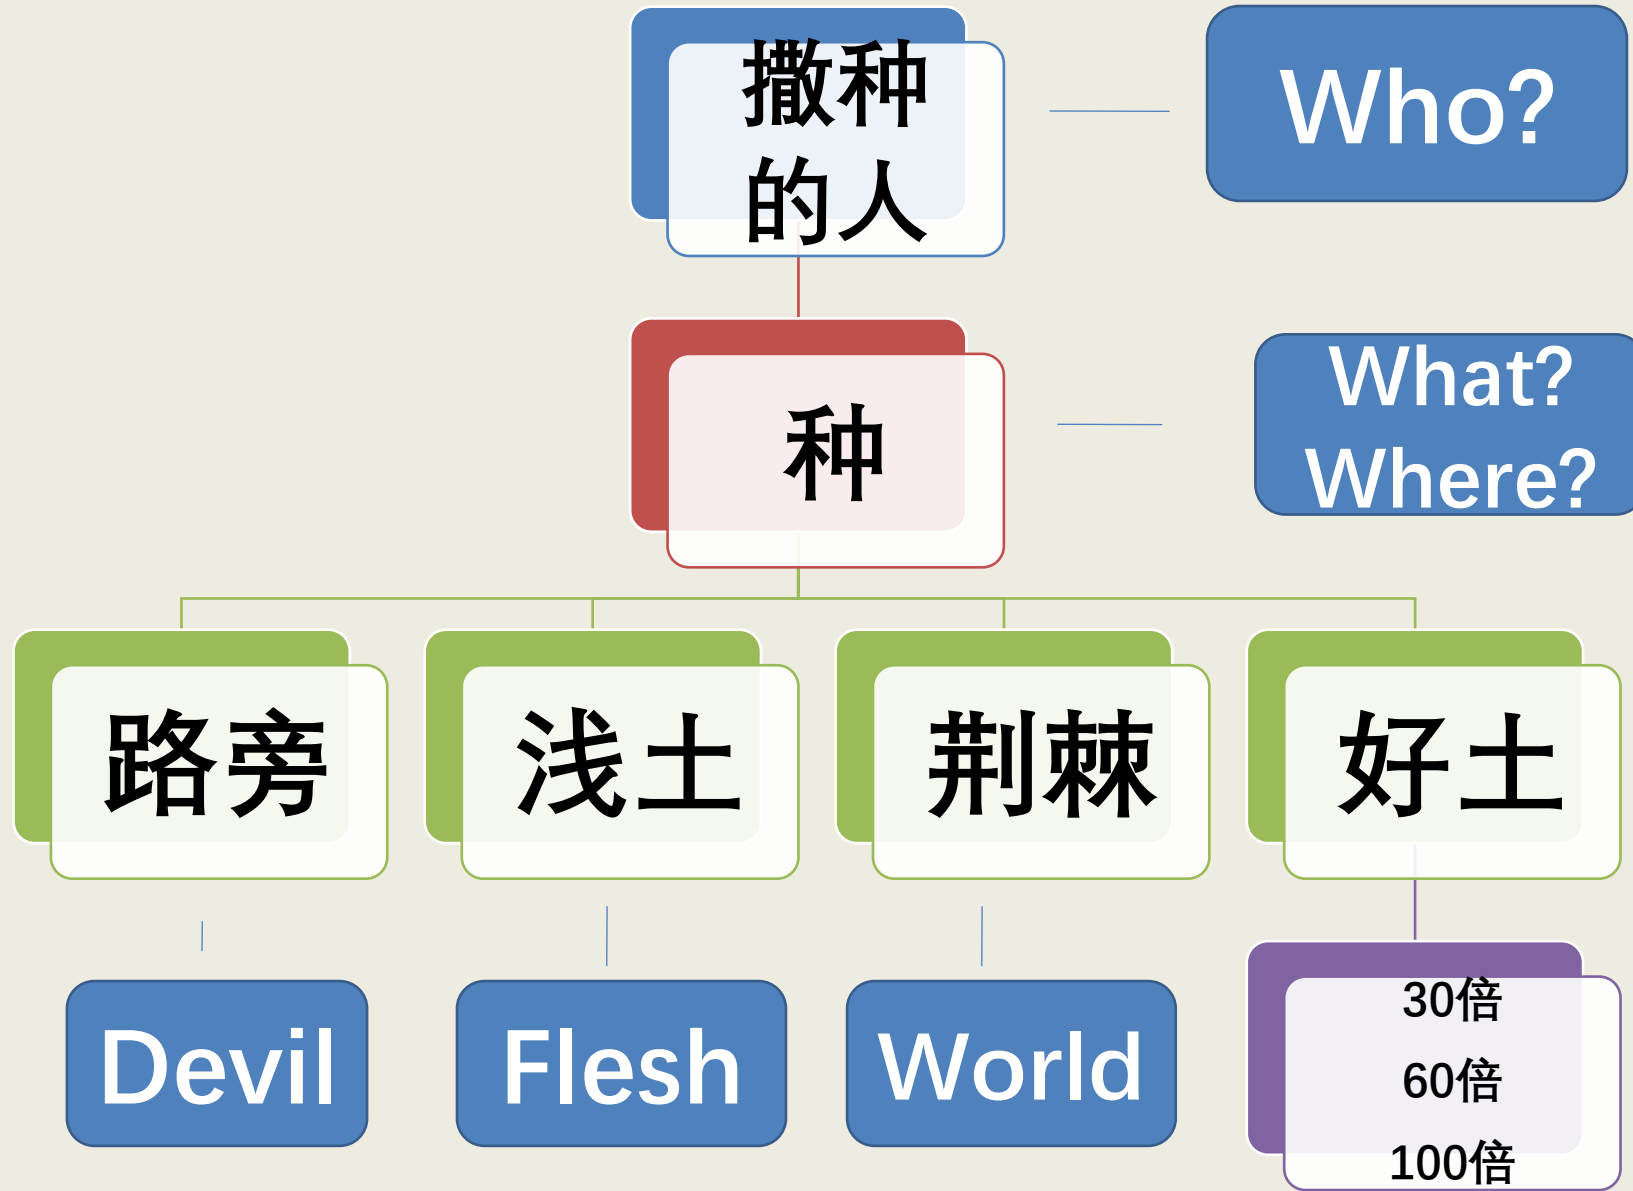 撒种
的人
Who?
种
What?
Where?
路旁
浅土
荆棘
好土
Devil
Flesh
World
30倍
60倍
100倍